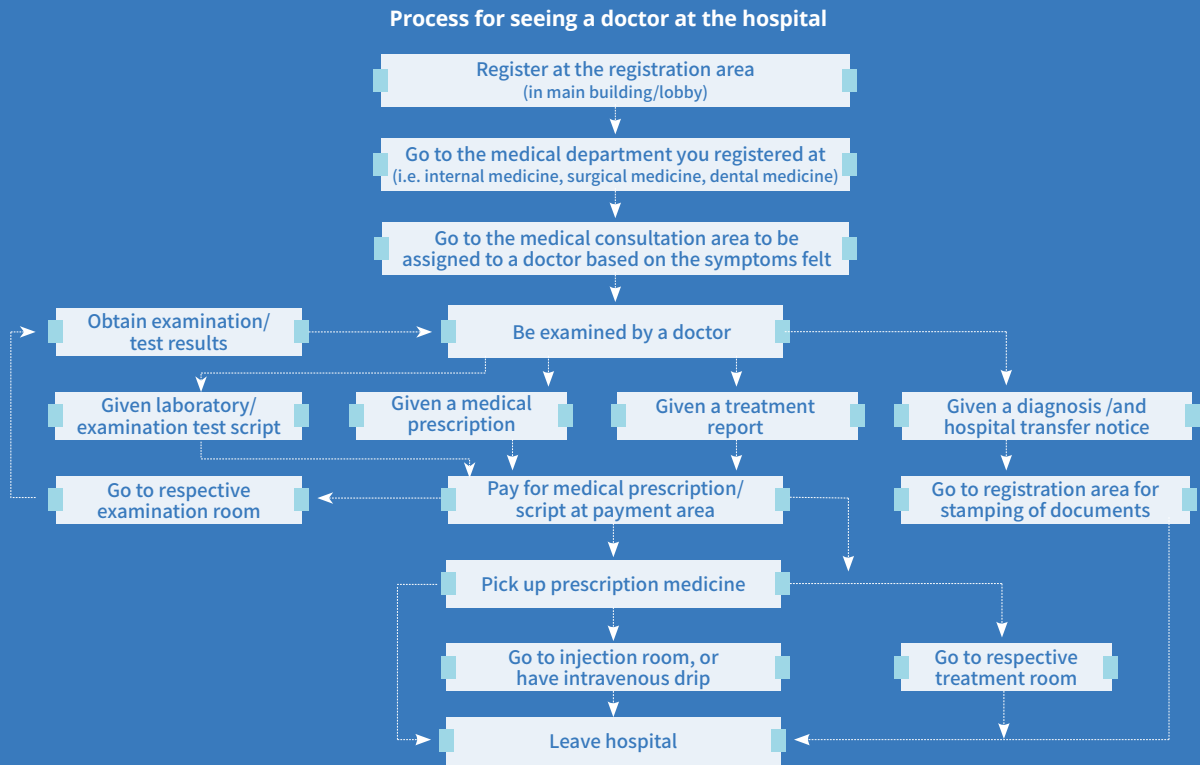 Process for seeing a doctor at the hospital
Register at the registration area
(in main building/lobby)
Go to the medical department you registered at
(i.e. internal medicine, surgical medicine, dental medicine)
Go to the medical consultation area to be
assigned to a doctor based on the symptoms felt
Obtain examination/
test results
Be examined by a doctor
Given laboratory/
examination test script
Given a medical
prescription
Given a treatment
report
Given a diagnosis /and
hospital transfer notice
Go to respective
examination room
Pay for medical prescription/
script at payment area
Go to registration area for
stamping of documents
Pick up prescription medicine
Go to injection room, or
have intravenous drip
Go to respective
treatment room
Leave hospital